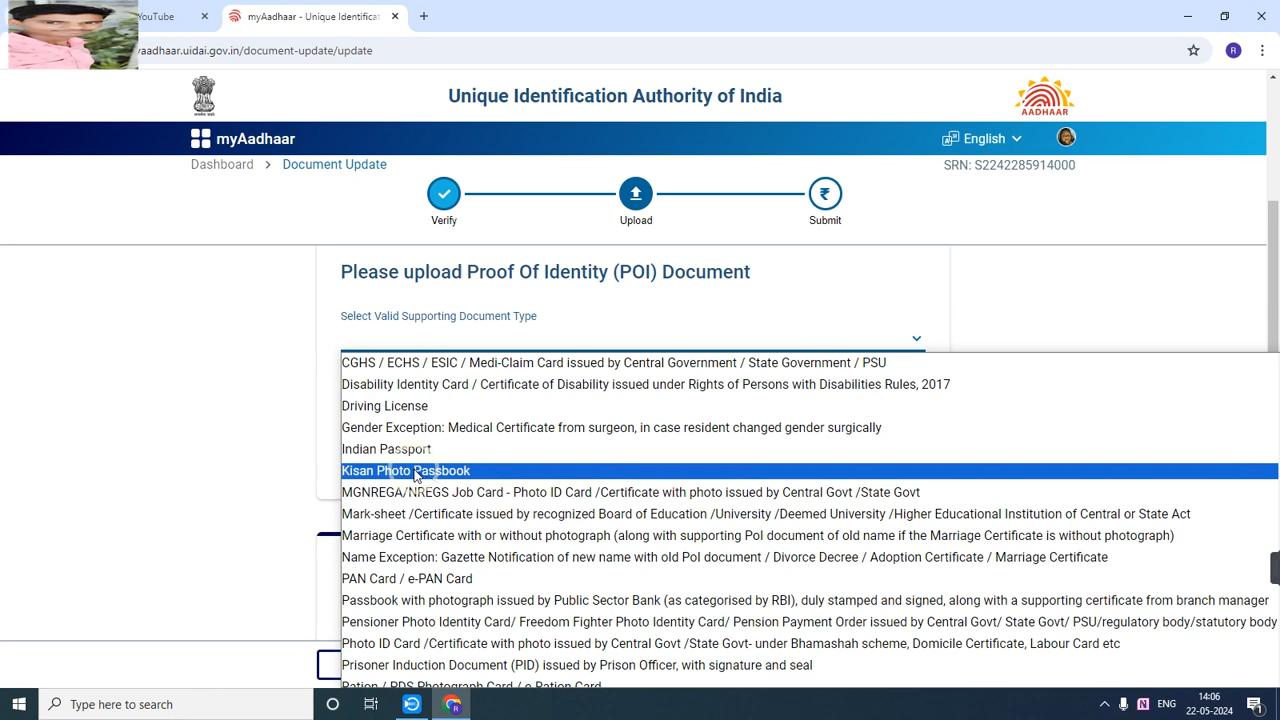 YouTube
myAadhaar - Unique Identificat
aadhaar.uidai.gov.in/document-update/update
R
Unique Identification Authority of India
AADHAAR
myAadhaar
English
Dashboard > Document Update
SRN: S2242285914000
Verify
Upload
₹
Submit
Please upload Proof Of Identity (POI) Document
Select Valid Supporting Document Type
CGHS / ECHS / ESIC / Medi-Claim Card issued by Central Government / State Government / PSU
Disability Identity Card / Certificate of Disability issued under Rights of Persons with Disabilities Rules, 2017
Driving License
Gender Exception: Medical Certificate from surgeon, in case resident changed gender surgically
Indian Passport
Kisan Photo Passbook
MGNREGA/NREGS Job Card - Photo ID Card /Certificate with photo issued by Central Govt /State Govt
Mark-sheet /Certificate issued by recognized Board of Education /University /Deemed University /Higher Educational Institution of Central or State Act
Marriage Certificate with or without photograph (along with supporting PoI document of old name if the Marriage Certificate is without photograph)
Name Exception: Gazette Notification of new name with old PoI document / Divorce Decree / Adoption Certificate / Marriage Certificate
PAN Card / e-PAN Card
Passbook with photograph issued by Public Sector Bank (as categorised by RBI), duly stamped and signed, along with a supporting certificate from branch manager
Pensioner Photo Identity Card/ Freedom Fighter Photo Identity Card/ Pension Payment Order issued by Central Govt/ State Govt/ PSU/regulatory body/statutory body
Photo ID Card /Certificate with photo issued by Central Govt /State Govt- under Bhamashah scheme, Domicile Certificate, Labour Card etc
Prisoner Induction Document (PID) issued by Prison Officer, with signature and seal
Ration / PDS Photograph Card / e-Ration Card
Type here to search
R
N
ENG
14:06
22-05-2024
1